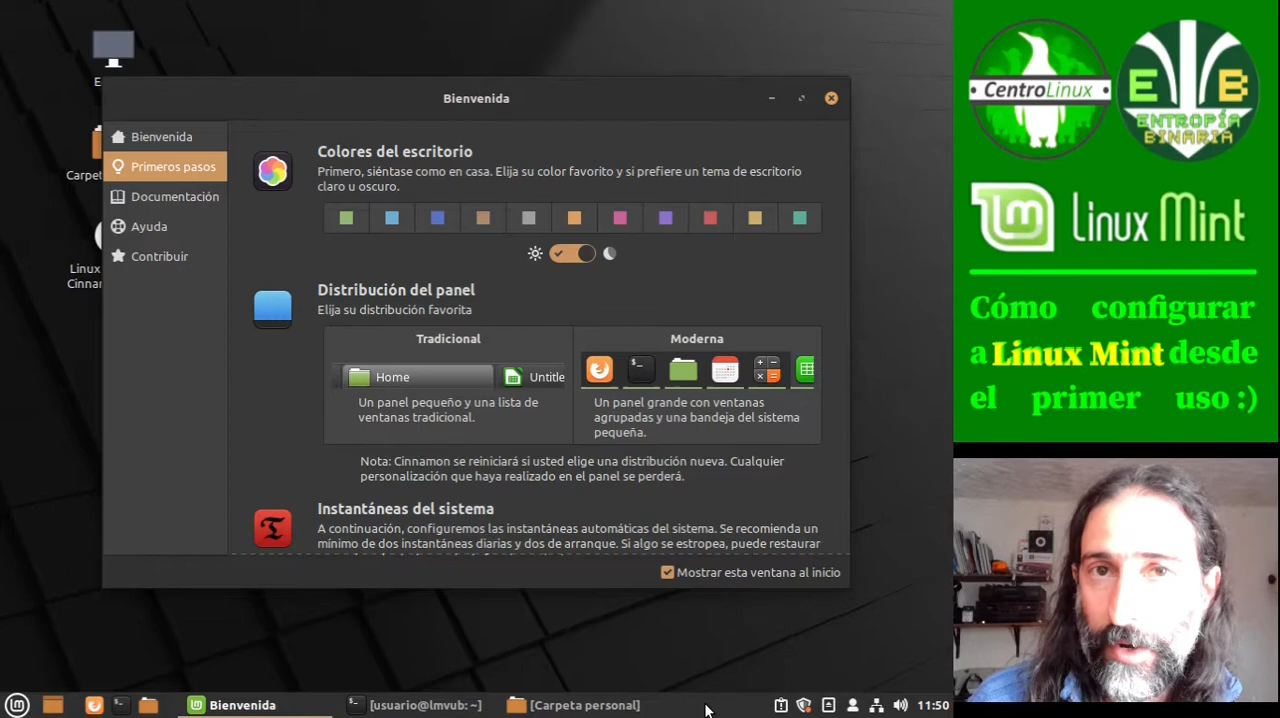 E
Carpet
Linux
Cinnam
Bienvenida
Bienvenida
Primeros pasos
Documentación
Ayuda
Contribuir
Colores del escritorio
Primero, siéntase como en casa. Elija su color favorito y si prefiere un tema de escritorio
claro u oscuro.
Distribución del panel
Elija su distribución favorita
Tradicional
Home
Untitle
Un panel pequeño y una lista de
ventanas tradicional.
Moderna
Un panel grande con ventanas
agrupadas y una bandeja del sistema
pequeña.
Nota: Cinnamon se reiniciará si usted elige una distribución nueva. Cualquier
personalización que haya realizado en el panel se perderá.
Instantáneas del sistema
A continuación, configuremos las instantáneas automáticas del sistema. Se recomienda un
mínimo de dos instantáneas diarias y dos de arranque. Si algo se estropea, puede restaurar
Mostrar esta ventana al inicio
Bienvenida
[usuario@lmvub: ~]
[Carpeta personal]
11:50
CentroLinux
E B
ENTROPÍA
BINARIA
Linux Mint
Cómo configurar
a Linux Mint desde
el primer uso :)